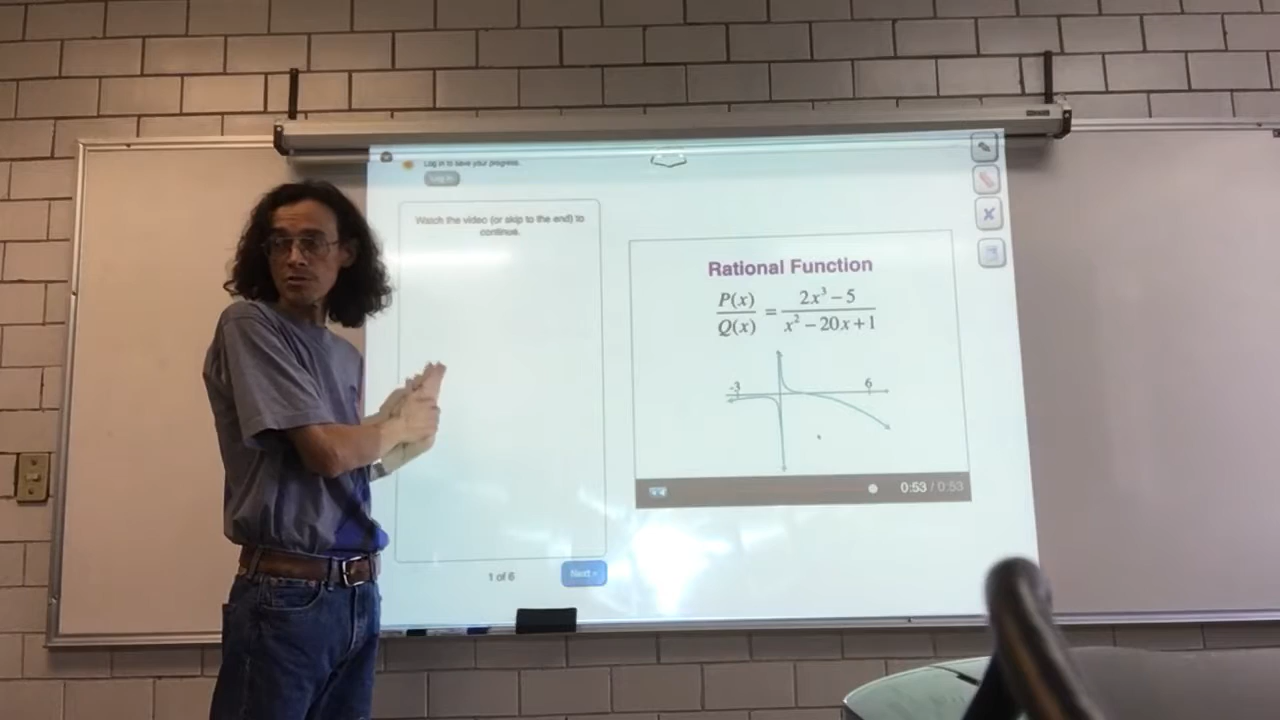 Log in to save your progress.
Log in
Watch the video (or skip to the end) to
continue.
Rational Function
P(x)/Q(x) = (2x³ − 5)/(x² − 20x + 1)
-3
6
0:53 / 0:53
1 of 6
Next »